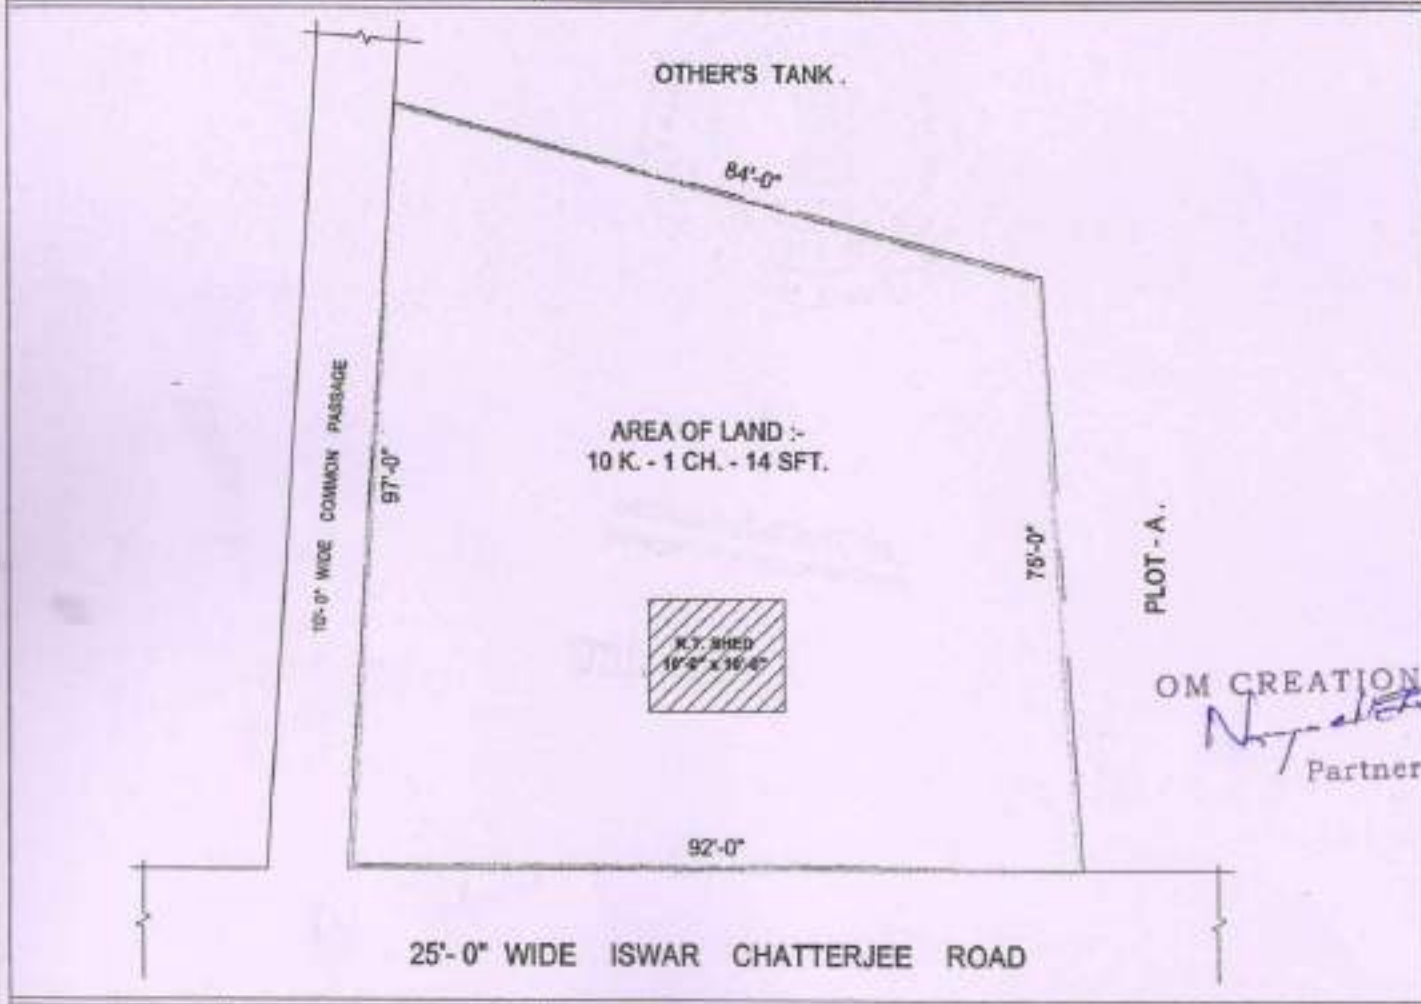 OTHER'S TANK.
84'-0"
10'-0" WIDE COMMON PASSAGE
97'-0"
AREA OF LAND :-
10 K. - 1 CH. - 14 SFT.
75'-0"
PLOT - A.
SHED
OM CREATION
Partner
92'-0"
25'-0" WIDE ISWAR CHATTERJEE ROAD